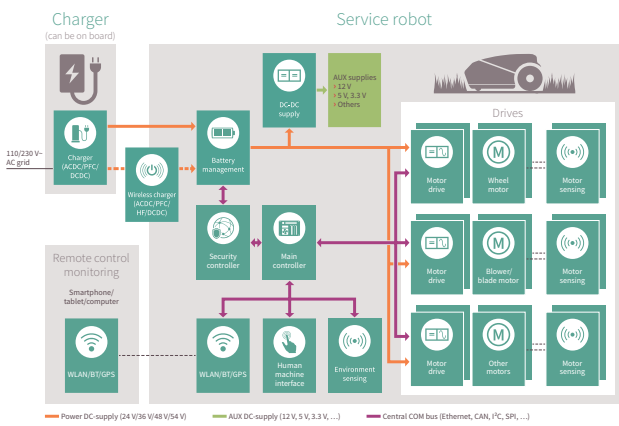 Charger
(can be on board)
Service robot
110/230 V~
AC grid
Charger
(ACDC/PFC/
DCDC)
Wireless charger
(ACDC/PFC/
HF/DCDC)
Battery
management
DC-DC
supply
AUX supplies
› 12 V
› 5 V, 3.3 V
› Others
Drives
Motor
drive
Wheel
motor
Motor
sensing
Security
controller
Main
controller
Motor
drive
Blower/
blade motor
Motor
sensing
Remote control
monitoring
Smartphone/
tablet/computer
WLAN/BT/GPS
WLAN/BT/GPS
Human
machine
interface
Environment
sensing
Motor
drive
Other
motors
Motor
sensing
Power DC-supply (24 V/36 V/48 V/54 V)
AUX DC-supply (12 V, 5 V, 3.3 V, …)
Central COM bus (Ethernet, CAN, I²C, SPI, …)